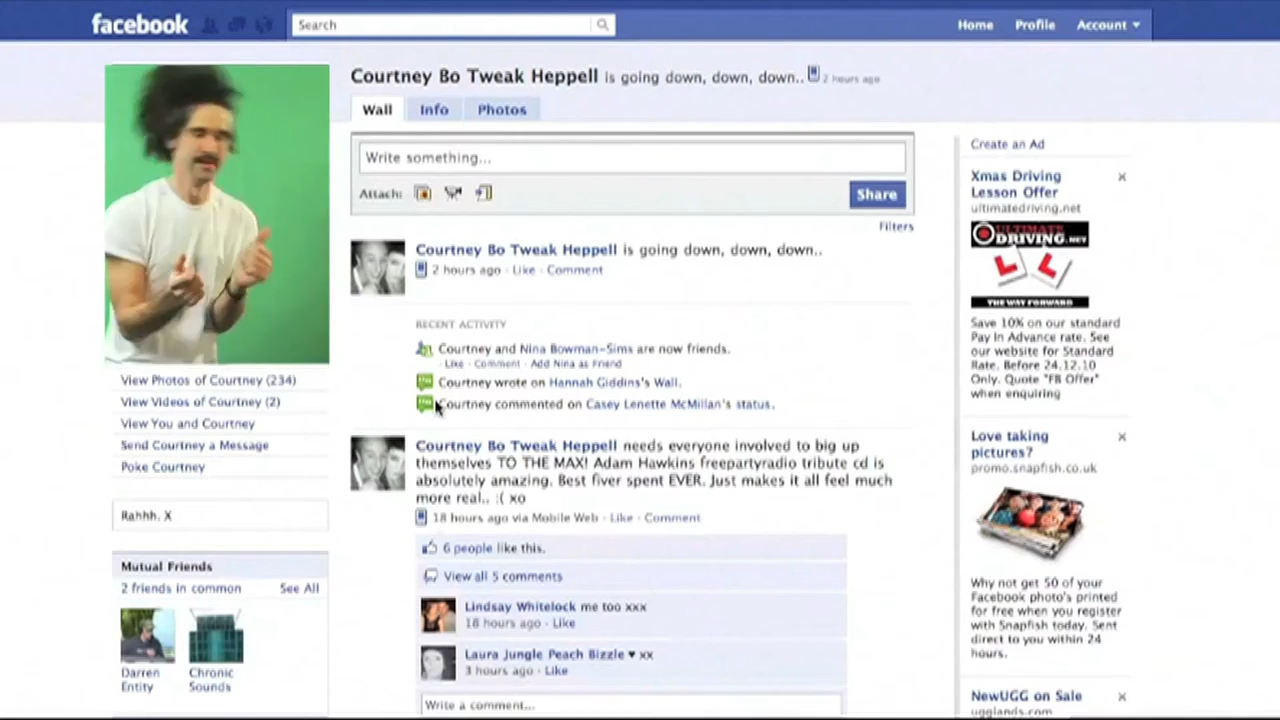 facebook
Search
Home Profile Account
Courtney Bo Tweak Heppell is going down, down, down.. 2 hours ago
Wall Info Photos
Write something...
Attach:
Share
Filters
Courtney Bo Tweak Heppell is going down, down, down..
2 hours ago · Like · Comment
RECENT ACTIVITY
Courtney and Nina Bowman-Sims are now friends.
· Like · Comment · Add Nina as Friend
Courtney wrote on Hannah Giddins's Wall.
Courtney commented on Casey Lenette McMillan's status.
Courtney Bo Tweak Heppell needs everyone involved to big up
themselves TO THE MAX! Adam Hawkins freepartyradio tribute cd is
absolutely amazing. Best fiver spent EVER. Just makes it all feel much
more real.. :( xo
18 hours ago via Mobile Web · Like · Comment
6 people like this.
View all 5 comments
Lindsay Whitelock me too xxx
18 hours ago · Like
Laura Jungle Peach Bizzle ♥ xx
3 hours ago · Like
Write a comment...
View Photos of Courtney (234)
View Videos of Courtney (2)
View You and Courtney
Send Courtney a Message
Poke Courtney
Rahhh. X
Mutual Friends
2 friends in common See All
Darren
Entity
Chronic
Sounds
Create an Ad
Xmas Driving
Lesson Offer
ultimatedriving.net
ULTIMATE
DRIVING.NET
L L
THE WAY FORWARD
Save 10% on our standard
Pay In Advance rate. See
our website for Standard
Rate. Before 24.12.10
Only. Quote "FB Offer"
when enquiring
Love taking
pictures?
promo.snapfish.co.uk
Why not get 50 of your
Facebook photo's printed
for free when you register
with Snapfish today. Sent
direct to you within 24
hours.
NewUGG on Sale
ugglands.com